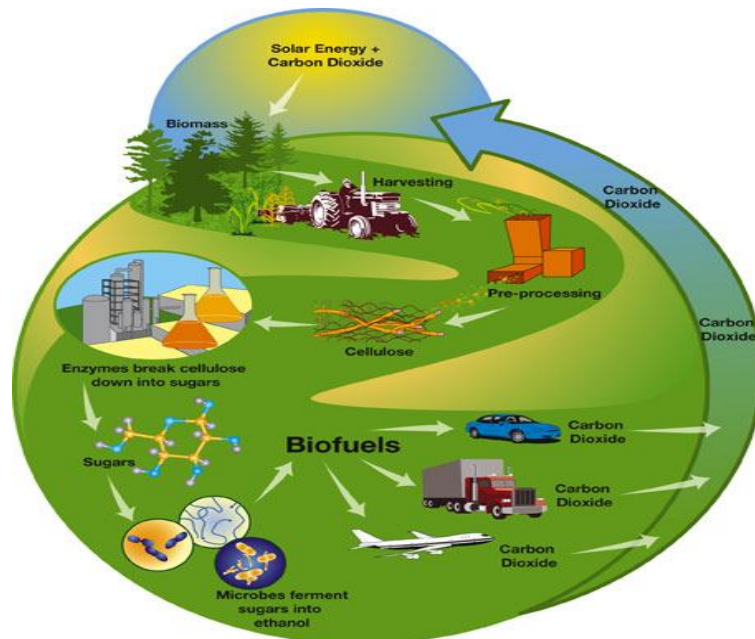 Solar Energy +
Carbon Dioxide
Biomass
Harvesting
Carbon
Dioxide
Pre-processing
Carbon
Dioxide
Cellulose
Enzymes break cellulose
down into sugars
Sugars
Biofuels
Carbon
Dioxide
Carbon
Dioxide
Carbon
Dioxide
Microbes ferment
sugars into
ethanol